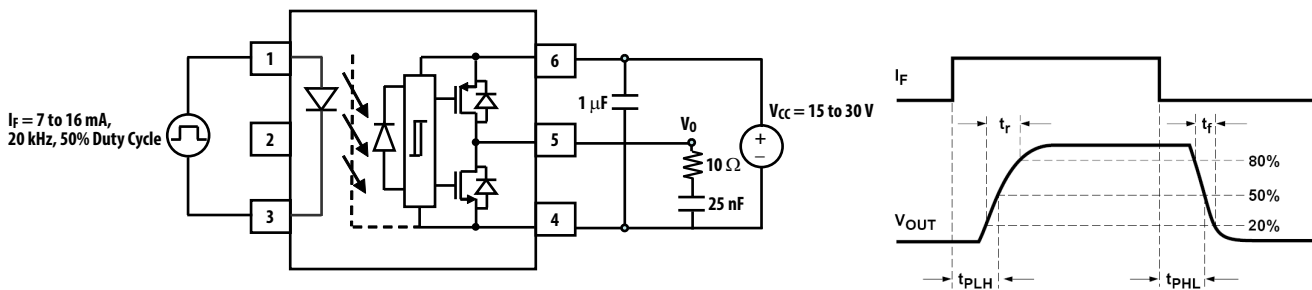 I_F = 7 to 16 mA,
20 kHz, 50% Duty Cycle
1
2
3
6
5
4
1 µF
V_O
10 Ω
25 nF
V_CC = 15 to 30 V
+
−
I_F
t_r
t_f
80%
50%
20%
V_OUT
t_PLH
t_PHL